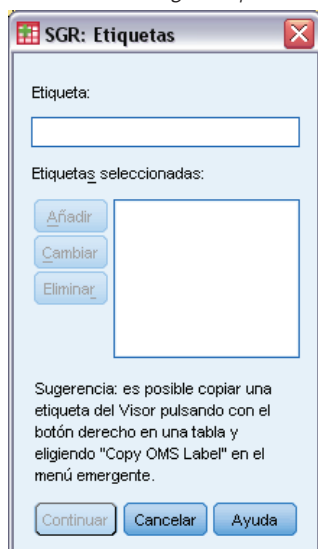 SGR: Etiquetas
Etiqueta:
Etiquetas seleccionadas:
Añadir
Cambiar
Eliminar
Sugerencia: es posible copiar una
etiqueta del Visor pulsando con el
botón derecho en una tabla y
eligiendo "Copy OMS Label" en el
menú emergente.
Continuar Cancelar Ayuda